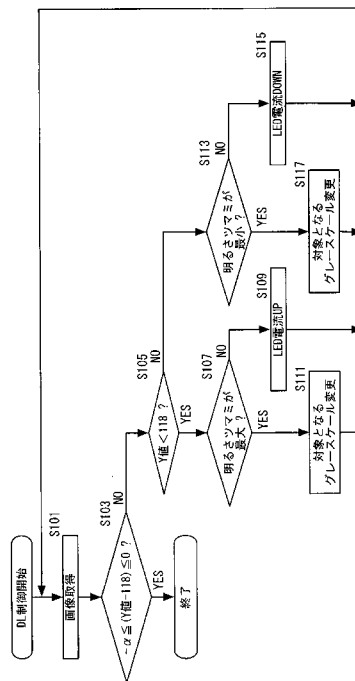 DL制御開始
S101
画像取得
S103
-α≦(Y値-118)≦0 ?
NO
YES
終了
S105
Y値<118 ?
NO
YES
S107
明るさツマミが
最大 ?
NO
YES
S109
LED電流UP
S111
対象となる
グレースケール変更
S113
明るさツマミが
最小 ?
NO
YES
S115
LED電流DOWN
S117
対象となる
グレースケール変更